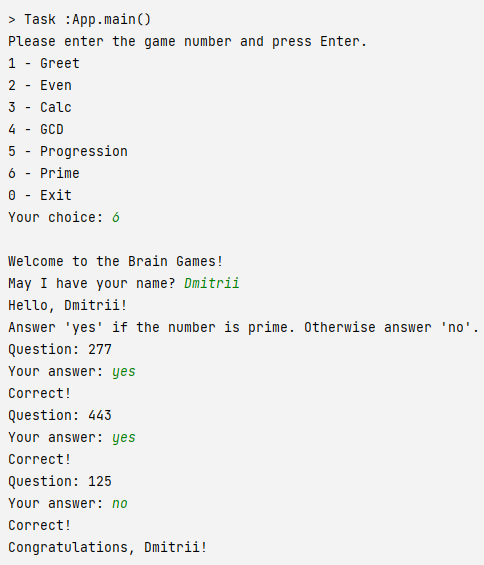 > Task :App.main()
Please enter the game number and press Enter.
1 - Greet
2 - Even
3 - Calc
4 - GCD
5 - Progression
6 - Prime
0 - Exit
Your choice: 6
Welcome to the Brain Games!
May I have your name? Dmitrii
Hello, Dmitrii!
Answer 'yes' if the number is prime. Otherwise answer 'no'.
Question: 277
Your answer: yes
Correct!
Question: 443
Your answer: yes
Correct!
Question: 125
Your answer: no
Correct!
Congratulations, Dmitrii!